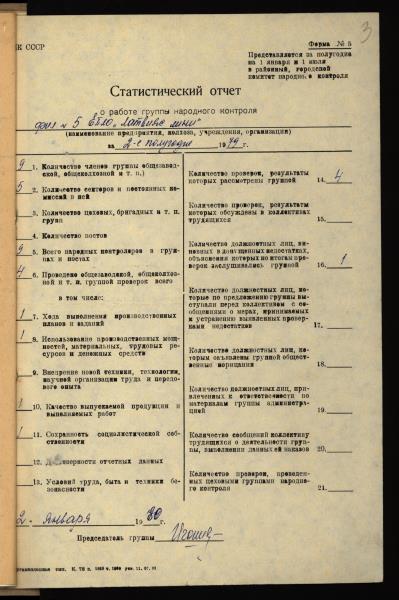 3
К СССР
Форма № 5
Представляется за полугодие
на 1 января и 1 июля
в районный, городской
комитет народного контроля
Статистический отчет
о работе группы народного контроля
5
(наименование предприятия, колхоза, учреждения, организации)
за 2-е полугодие 1979 г.
9 1. Количество членов группы общезаводской, общеколхозной и т. п.)
5 2. Количество секторов и постоянных комиссий в ней
3. Количество цеховых, бригадных и т. п. групп
4. Количество постов
9 5. Всего народных контролеров в группах и постах
4 6. Проведено общезаводской, общеколхозной и т. п. группой проверок всего
в том числе:
1 7. Хода выполнения производственных планов и заданий
1 8. Использование производственных мощностей, материальных, трудовых ресурсов и денежных средств
9. Внедрение новой техники, технологии, научной организации труда и передового опыта
1 10. Качество выпускаемой продукции и выполняемых работ
1 11. Сохранность социалистической собственности
12. Достоверности отчетных данных
13. Условий труда, быта и техники безопасности
Количество проверок, результаты которых рассмотрены группой 14. 4
Количество проверок, результаты которых обсуждены в коллективах трудящихся 15.
Количество должностных лиц, виновных в допущенных недостатках, объяснения которых по итогам проверок заслушивались группой 16. 1
Количество должностных лиц, которые по предложению группы выступали перед коллективом с сообщениями о мерах, принимаемых к устранению выявленных проверками недостатков 17.
Количество должностных лиц, которым объявлены группой общественные порицания 18.
Количество должностных лиц, привлеченных к ответственности по материалам группы администрацией 19.
Количество сообщений коллективу трудящихся о деятельности группы, выполнении данных ей наказов 20.
Количество проверок, проведенных цеховыми группами народного контроля 21.
2. января 1980 г.
Председатель группы